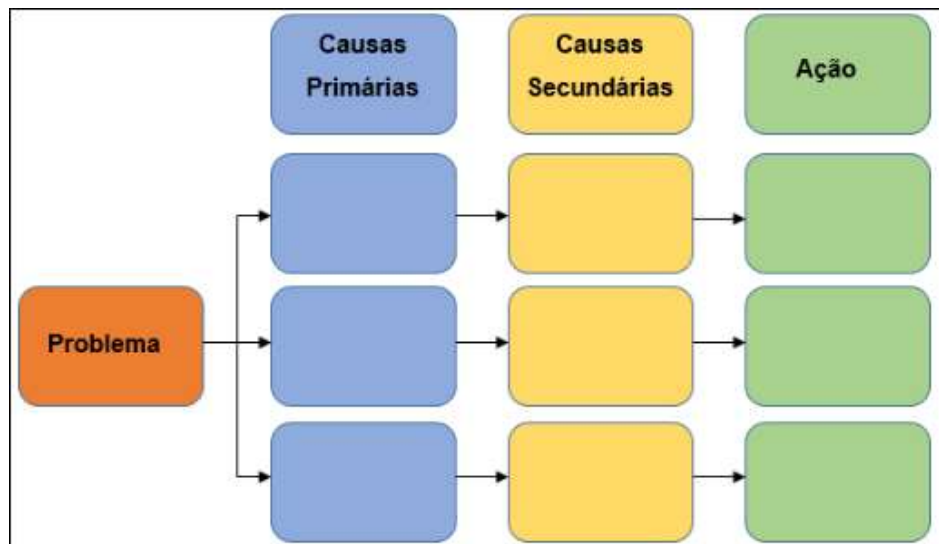 Causas
Primárias
Causas
Secundárias
Ação
Problema